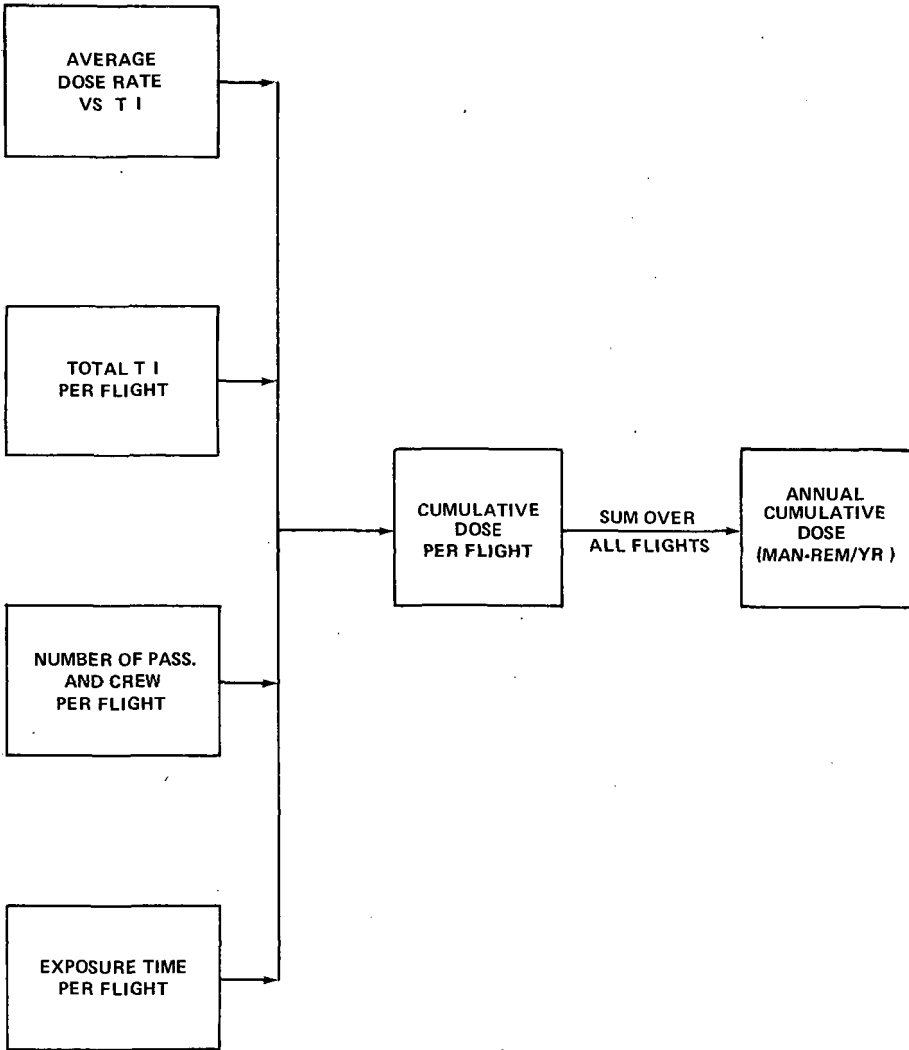 AVERAGE
DOSE RATE
VS T I
TOTAL T I
PER FLIGHT
NUMBER OF PASS.
AND CREW
PER FLIGHT
EXPOSURE TIME
PER FLIGHT
CUMULATIVE
DOSE
PER FLIGHT
SUM OVER
ALL FLIGHTS
ANNUAL
CUMULATIVE
DOSE
(MAN·REM/YR )